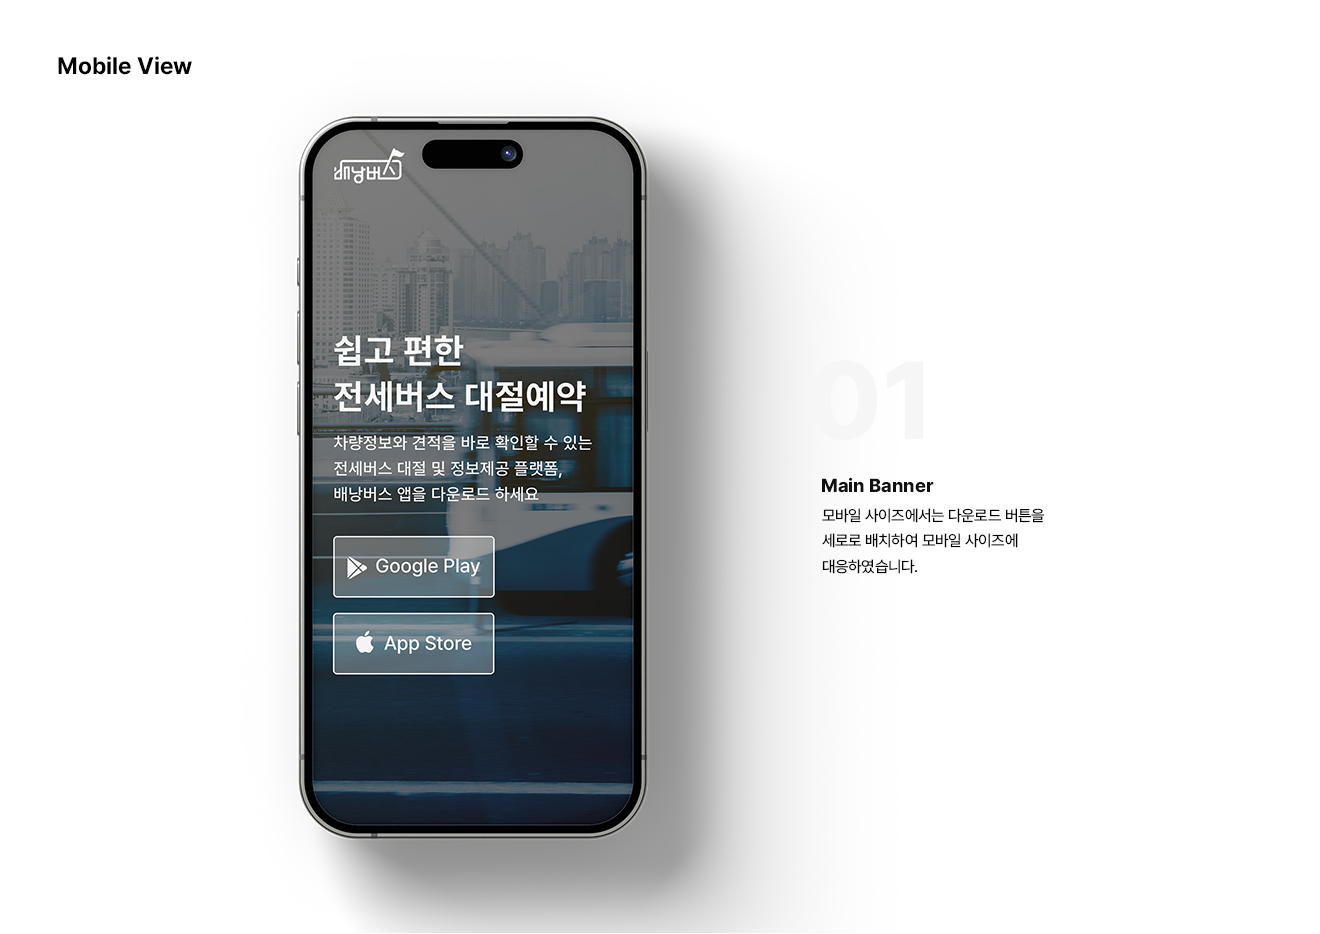 Mobile View
배낭버스
쉽고 편한
전세버스 대절예약
차량정보와 견적을 바로 확인할 수 있는
전세버스 대절 및 정보제공 플랫폼,
배낭버스 앱을 다운로드 하세요
Google Play
App Store
01
Main Banner
모바일 사이즈에서는 다운로드 버튼을
세로로 배치하여 모바일 사이즈에
대응하였습니다.